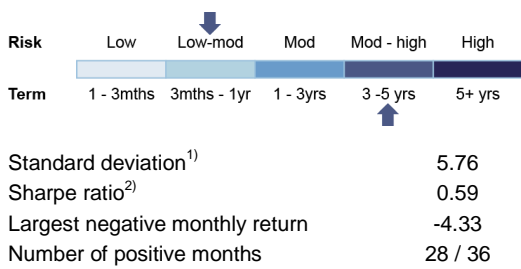 Risk Low Low-mod Mod Mod - high High
Term 1 - 3mths 3mths - 1yr 1 - 3yrs 3 -5 yrs 5+ yrs
Standard deviation1) 5.76
Sharpe ratio2) 0.59
Largest negative monthly return -4.33
Number of positive months 28 / 36